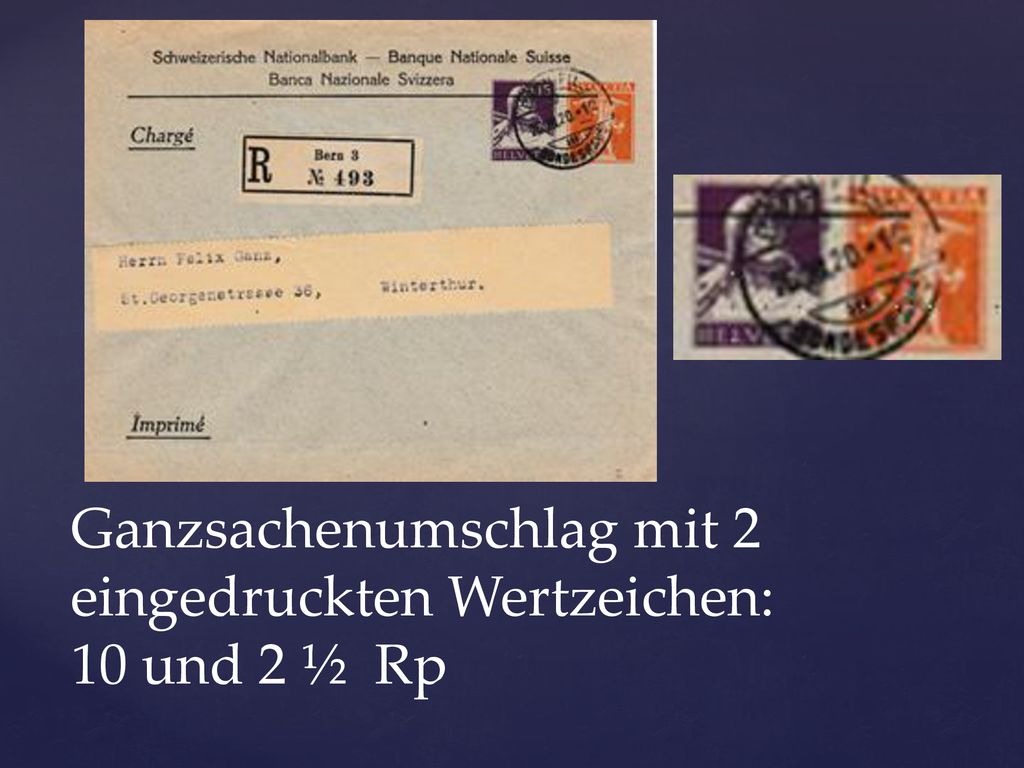 Schweizerische Nationalbank — Banque Nationale Suisse
Banca Nazionale Svizzera
Chargé
R
Bern 3
№ 493
Herrn Felix Ganz,
St.Georgenstrasse 36, Winterthur.
Imprimé
Ganzsachenumschlag mit 2
eingedruckten Wertzeichen:
10 und 2 ½ Rp